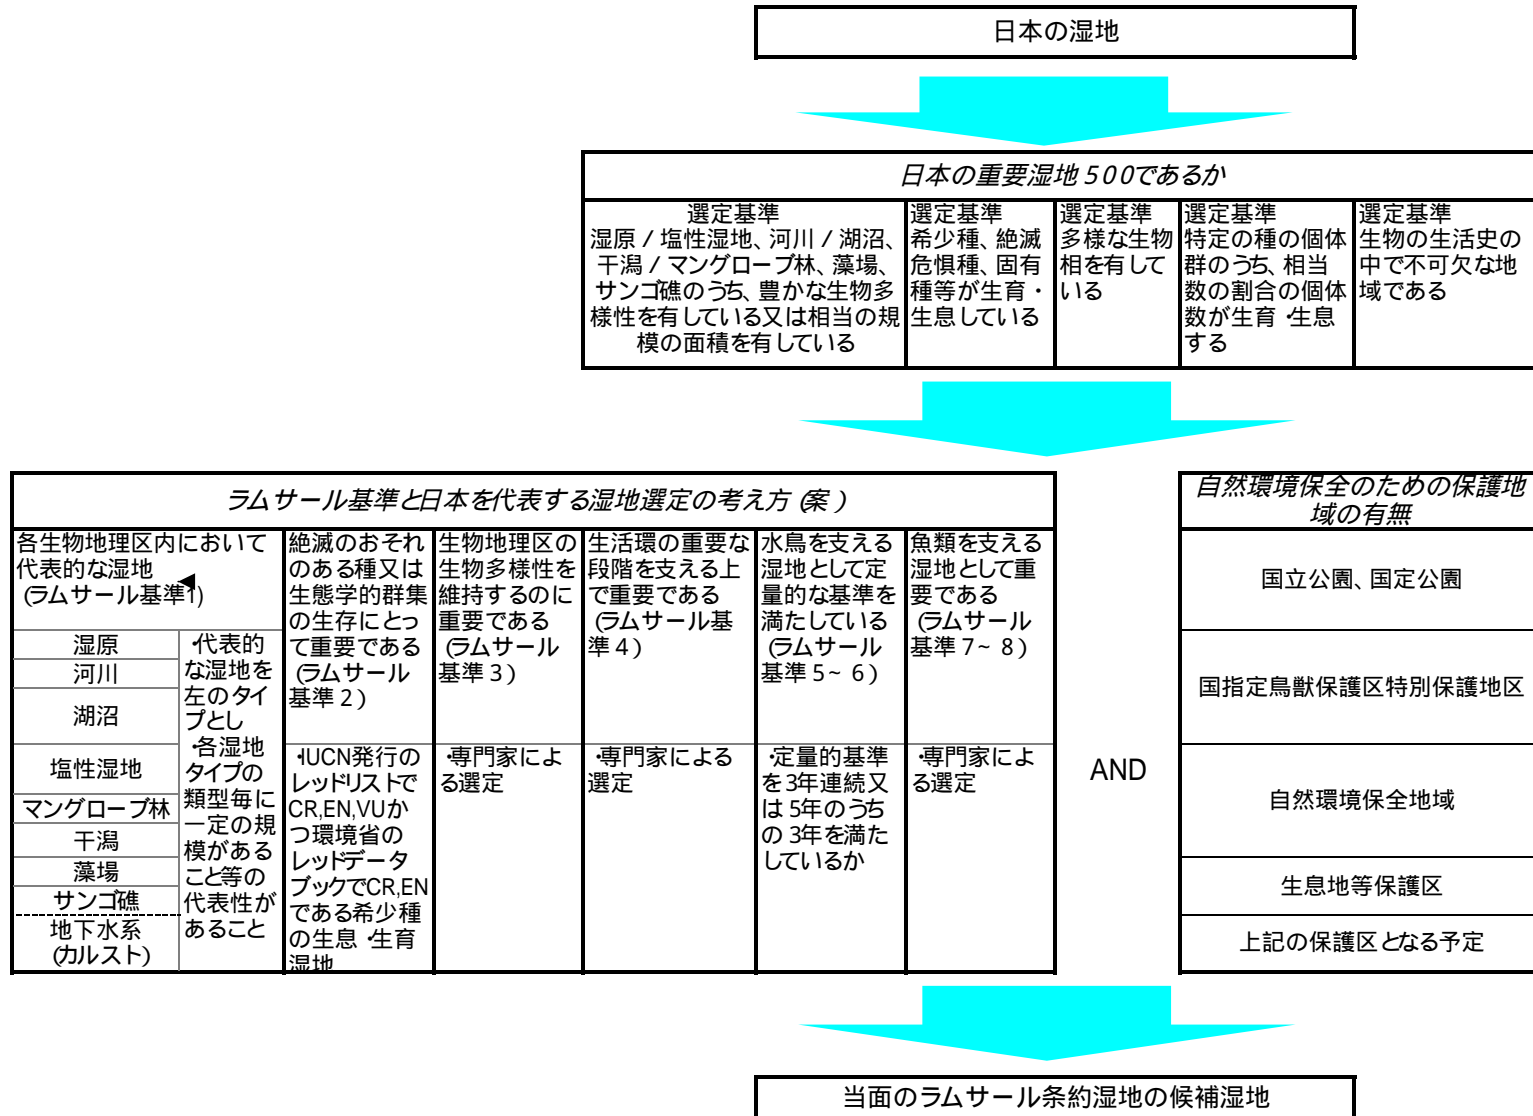 日本の湿地
日本の重要湿地500であるか
選定基準
湿原/塩性湿地、河川/湖沼、
干潟/マングローブ林、藻場、
サンゴ礁のうち、豊かな生物多
様性を有している又は相当の規
模の面積を有している
選定基準
希少種、絶滅
危惧種、固有
種等が生育・
生息している
選定基準
多様な生物
相を有して
いる
選定基準
特定の種の個体
群のうち、相当
数の割合の個体
数が生育・生息
する
選定基準
生物の生活史の
中で不可欠な地
域である
ラムサール基準と日本を代表する湿地選定の考え方(案)
各生物地理区内において
代表的な湿地
(ラムサール基準1)
湿原
河川
湖沼
塩性湿地
マングローブ林
干潟
藻場
サンゴ礁
地下水系
(カルスト)
・代表的
な湿地を
左のタイ
プとし
・各湿地
タイプの
類型毎に
一定の規
模がある
こと等の
代表性が
あること
絶滅のおそれ
のある種又は
生態学的群集
の生存にとっ
て重要である
(ラムサール
基準2)
・IUCN発行の
レッドリストで
CR,EN,VUか
つ環境省の
レッドデータ
ブックでCR,EN
である希少種
の生息・生育
湿地
生物地理区の
生物多様性を
維持するのに
重要である
(ラムサール
基準3)
・専門家によ
る選定
生活環の重要な
段階を支える上
で重要である
(ラムサール基
準4)
・専門家による
選定
水鳥を支える
湿地として定
量的な基準を
満たしている
(ラムサール
基準5~6)
・定量的基準
を3年連続又
は5年のうち
の3年を満た
しているか
魚類を支える
湿地として重
要である
(ラムサール
基準7~8)
・専門家によ
る選定
AND
自然環境保全のための保護地
域の有無
国立公園、国定公園
国指定鳥獣保護区特別保護地区
自然環境保全地域
生息地等保護区
上記の保護区となる予定
当面のラムサール条約湿地の候補湿地